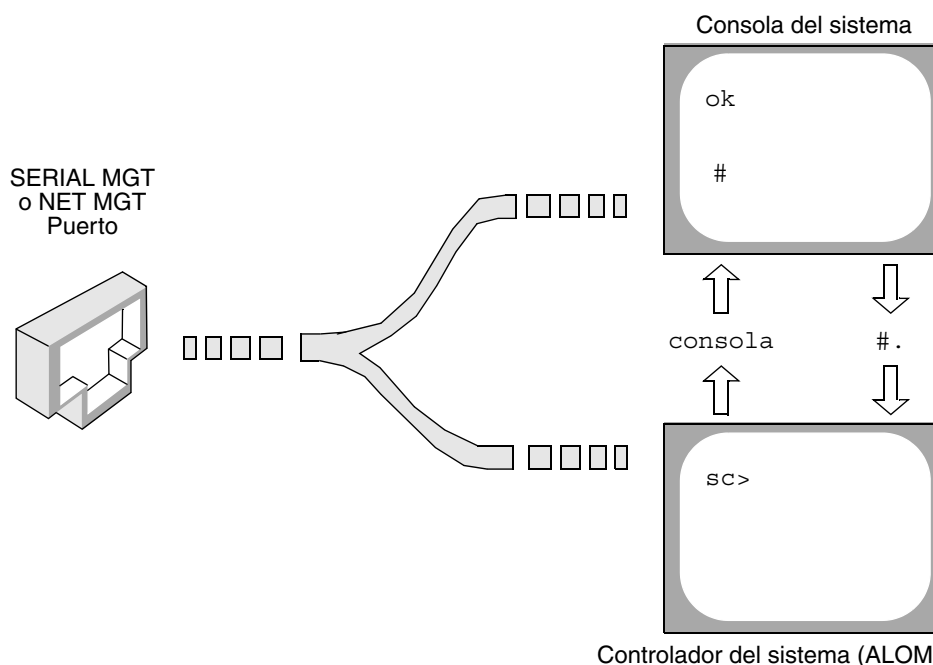 Consola del sistema
ok
#
SERIAL MGT
o NET MGT
Puerto
consola
#.
sc>
Controlador del sistema (ALOM